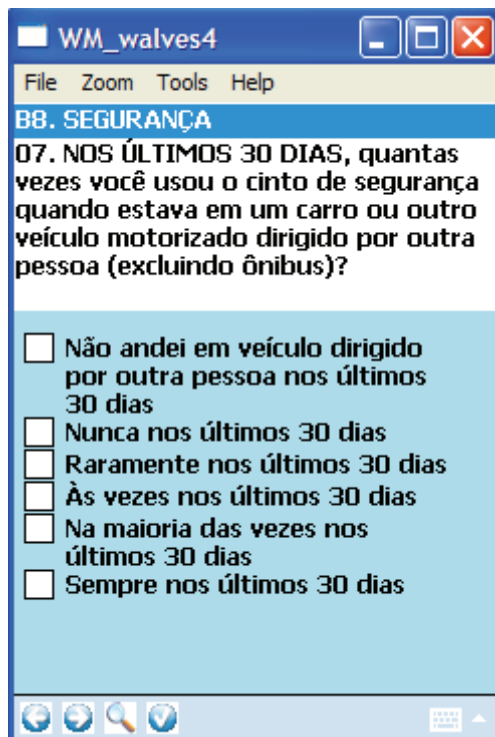 WM_walves4
File Zoom Tools Help
B8. SEGURANÇA
07. NOS ÚLTIMOS 30 DIAS, quantas
vezes você usou o cinto de segurança
quando estava em um carro ou outro
veículo motorizado dirigido por outra
pessoa (excluindo ônibus)?
Não andei em veículo dirigido
por outra pessoa nos últimos
30 dias
Nunca nos últimos 30 dias
Raramente nos últimos 30 dias
Às vezes nos últimos 30 dias
Na maioria das vezes nos
últimos 30 dias
Sempre nos últimos 30 dias